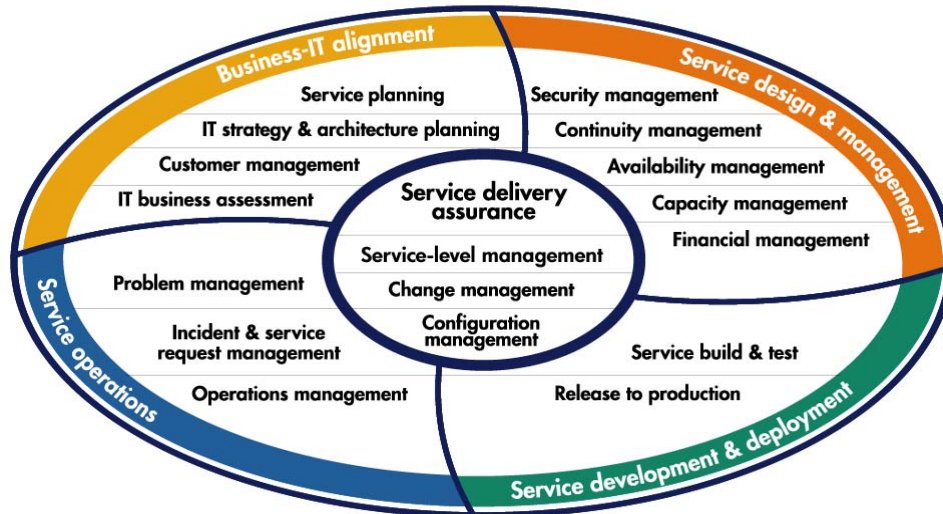 Business-IT alignment
Service planning
IT strategy & architecture planning
Customer management
IT business assessment
Service design & management
Security management
Continuity management
Availability management
Capacity management
Financial management
Service delivery
assurance
Service-level management
Change management
Configuration
management
Service operations
Problem management
Incident & service
request management
Operations management
Service development & deployment
Service build & test
Release to production